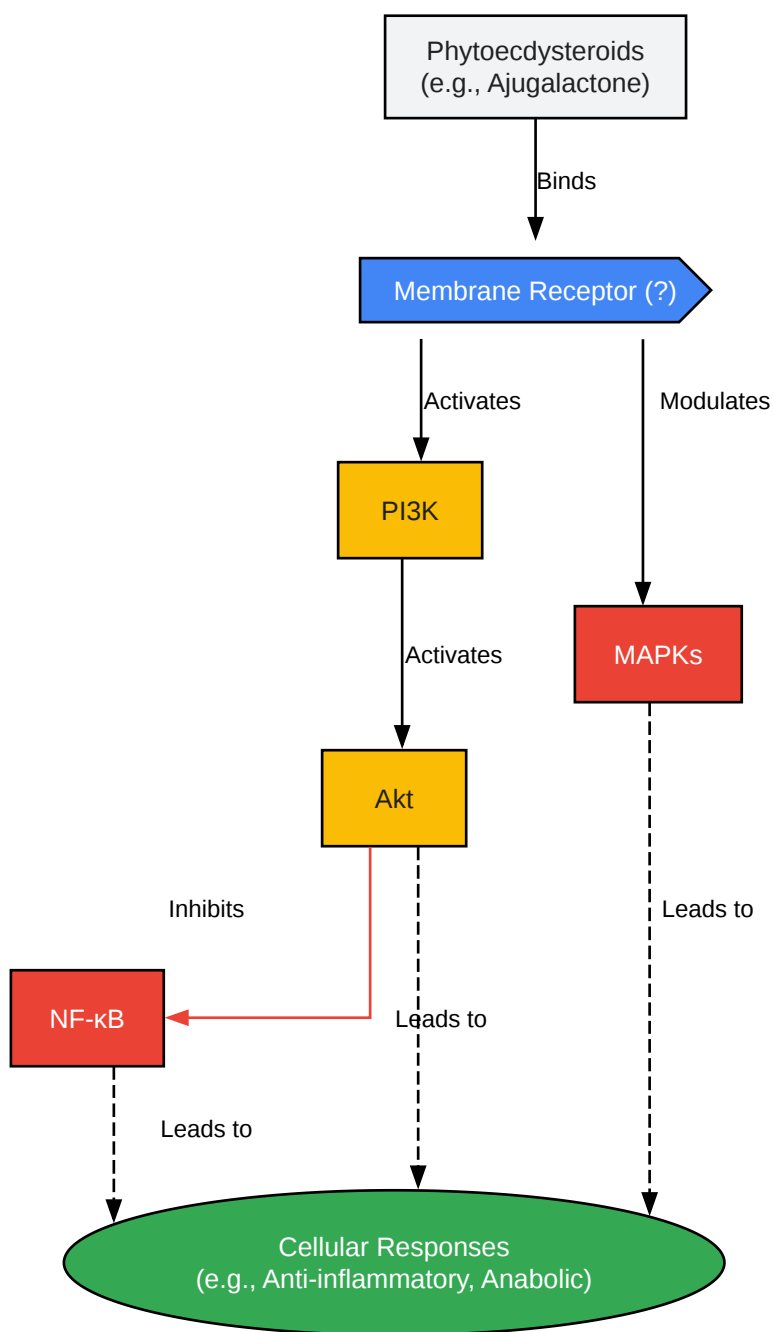 Phytoecdysteroids
(e.g., Ajugalactone)
Binds
Membrane Receptor (?)
Activates
Modulates
PI3K
Activates
MAPKs
Akt
Inhibits
Leads to
NF-κB
Leads to
Leads to
Cellular Responses
(e.g., Anti-inflammatory, Anabolic)